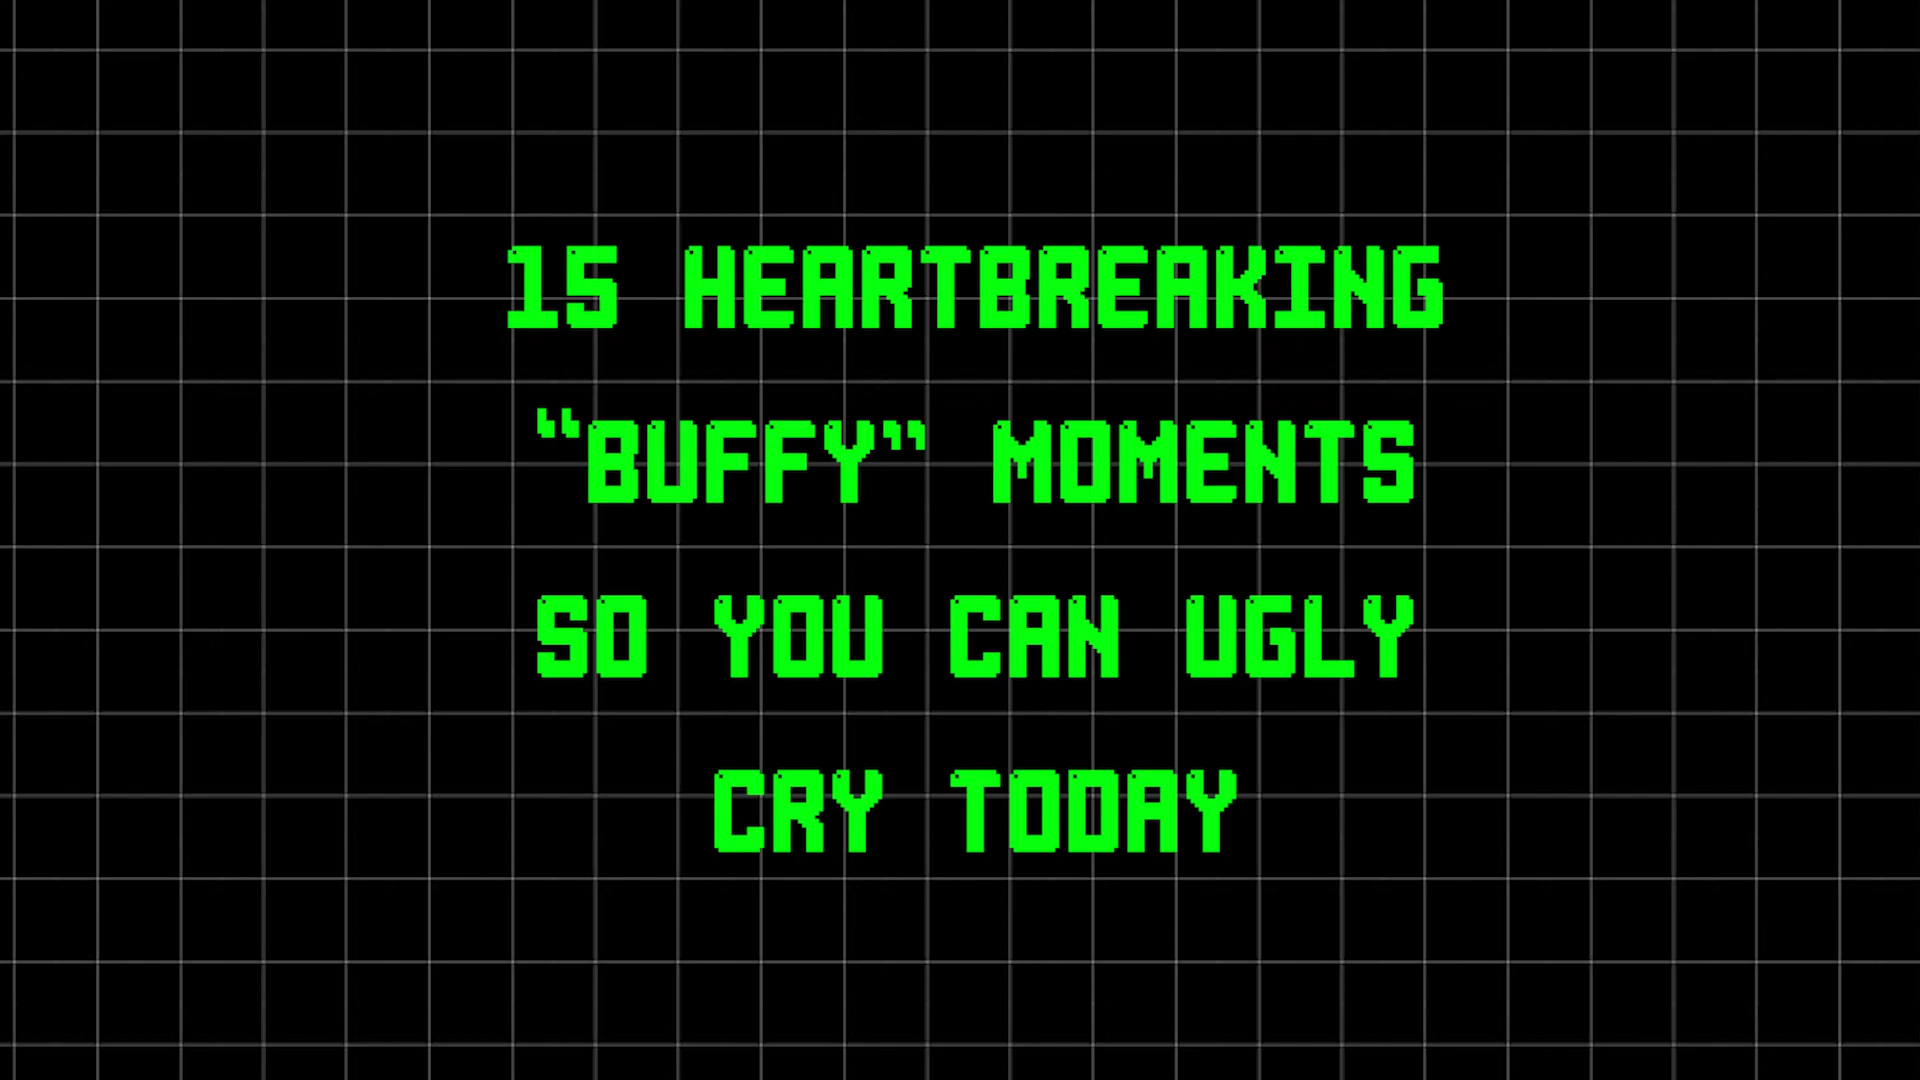 15 HEARTBREAKING
“BUFFY” MOMENTS
SO YOU CAN UGLY
CRY TODAY